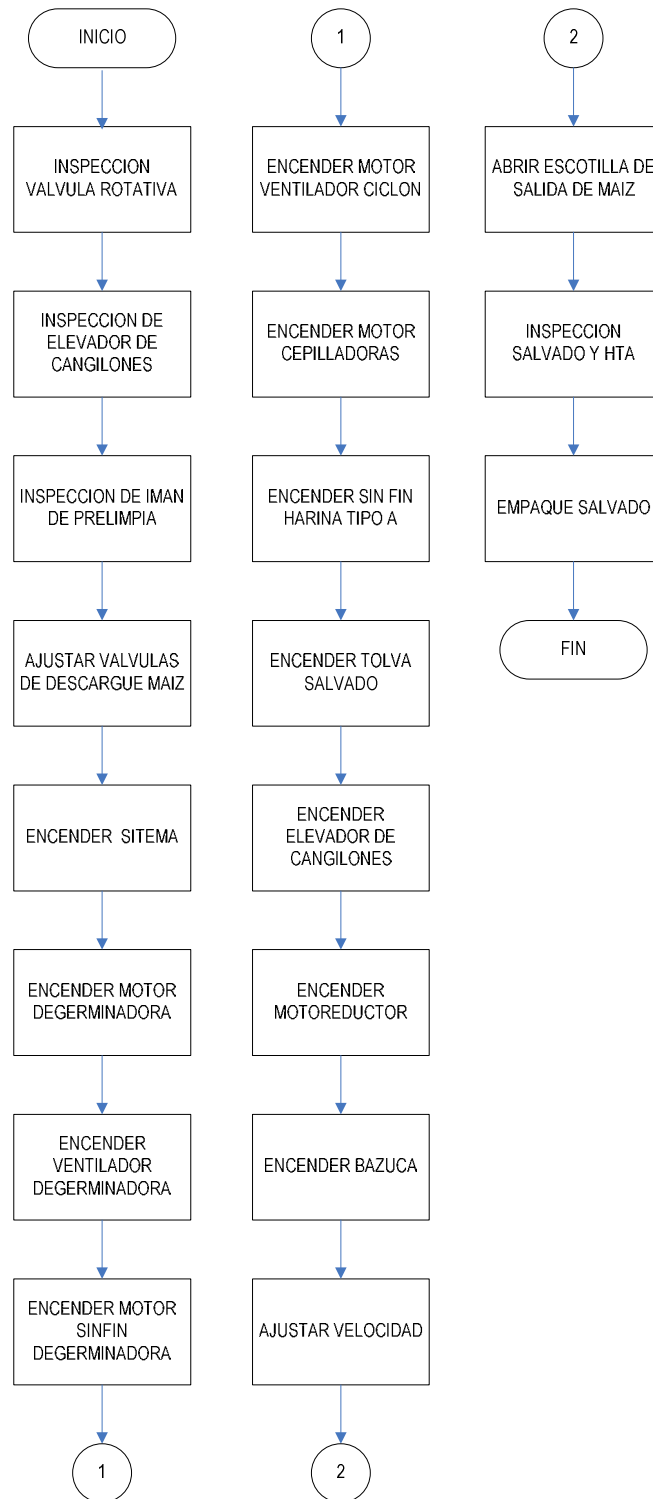 INICIO
INSPECCION
VALVULA ROTATIVA
INSPECCION DE
ELEVADOR DE
CANGILONES
INSPECCION DE IMAN
DE PRELIMPIA
AJUSTAR VALVULAS
DE DESCARGUE MAIZ
ENCENDER SITEMA
ENCENDER MOTOR
DEGERMINADORA
ENCENDER
VENTILADOR
DEGERMINADORA
ENCENDER MOTOR
SINFIN
DEGERMINADORA
1
1
ENCENDER MOTOR
VENTILADOR CICLON
ENCENDER MOTOR
CEPILLADORAS
ENCENDER SIN FIN
HARINA TIPO A
ENCENDER TOLVA
SALVADO
ENCENDER
ELEVADOR DE
CANGILONES
ENCENDER
MOTOREDUCTOR
ENCENDER BAZUCA
AJUSTAR VELOCIDAD
2
2
ABRIR ESCOTILLA DE
SALIDA DE MAIZ
INSPECCION
SALVADO Y HTA
EMPAQUE SALVADO
FIN